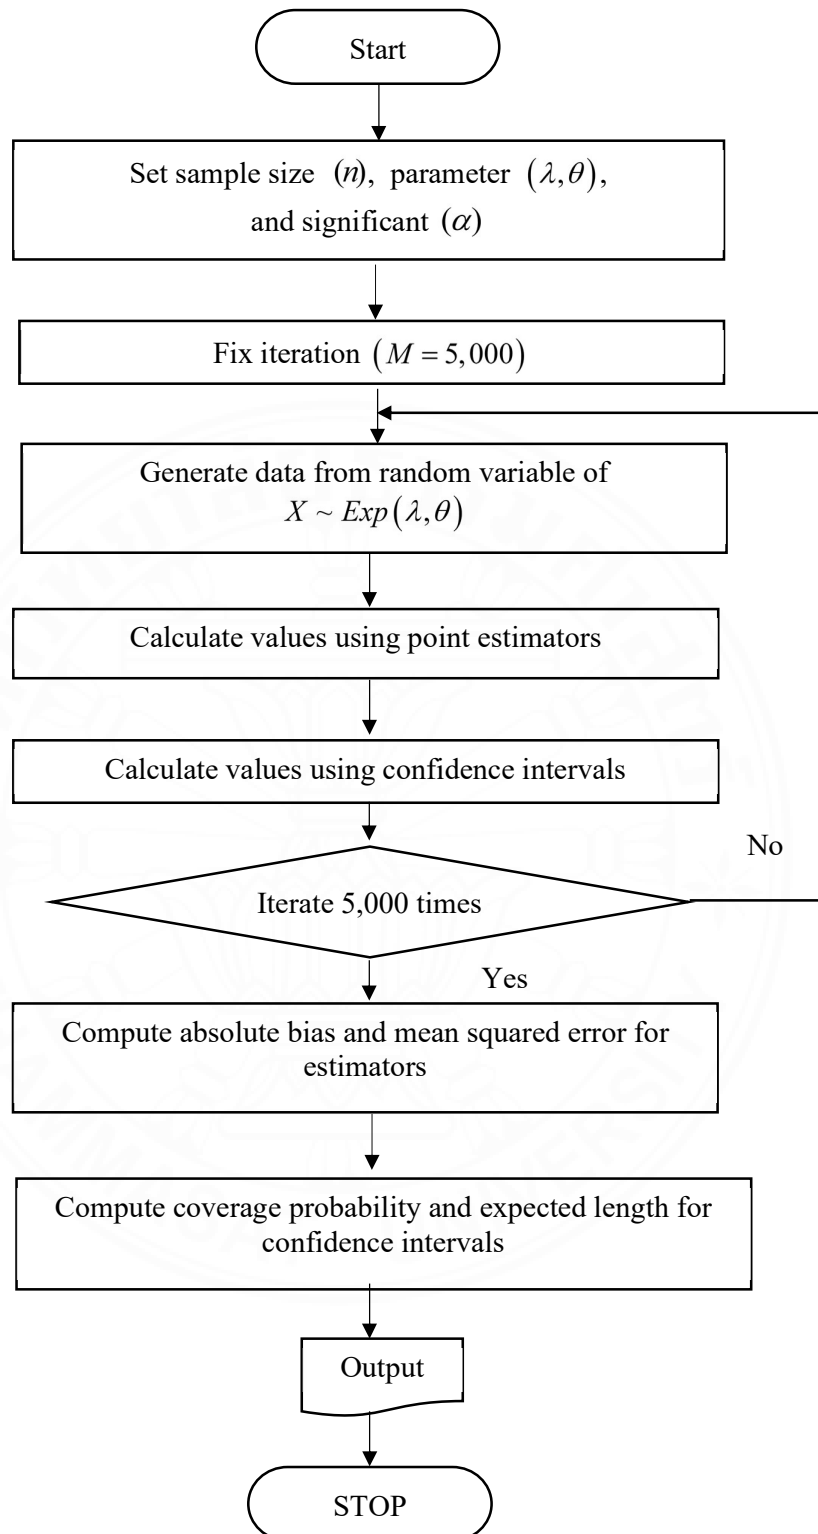 Start
Set sample size (n), parameter (λ,θ),
and significant (α)
Fix iteration (M = 5,000)
Generate data from random variable of
X ~ Exp(λ,θ)
Calculate values using point estimators
Calculate values using confidence intervals
No
Iterate 5,000 times
Yes
Compute absolute bias and mean squared error for
estimators
Compute coverage probability and expected length for
confidence intervals
Output
STOP